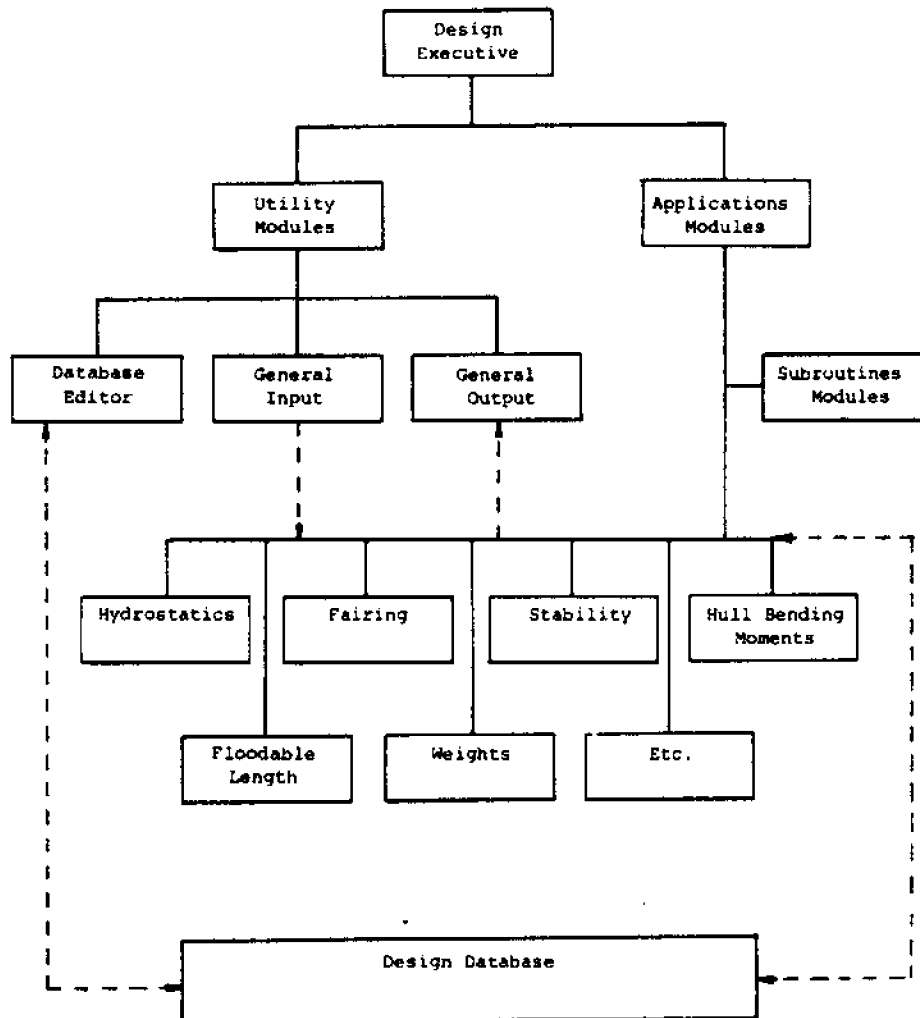 Design
Executive
Utility
Modules
Applications
Modules
Database
Editor
General
Input
General
Output
Subroutines
Modules
Hydrostatics
Fairing
Stability
Hull Bending
Moments
Floodable
Length
Weights
Etc.
Design Database